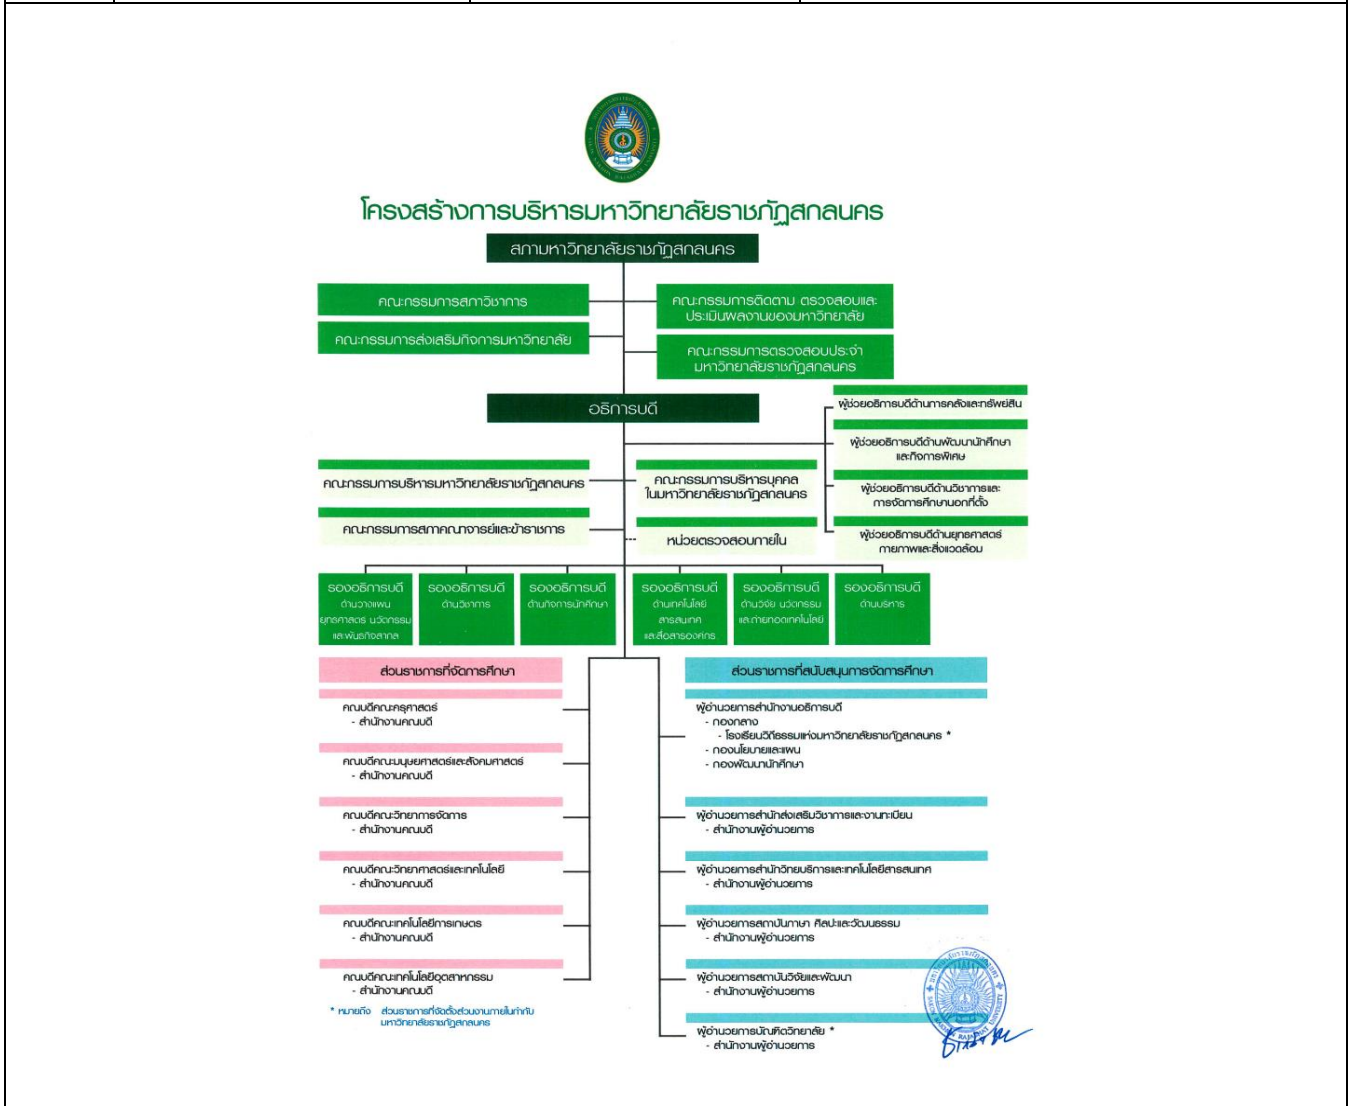 โครงสร้างการบริหารมหาวิทยาลัยราชภัฏสกลนคร
สภามหาวิทยาลัยราชภัฏสกลนคร
คณะกรรมการสภาวิชาการ
คณะกรรมการติดตาม ตรวจสอบและ
ประเมินผลงานของมหาวิทยาลัย
คณะกรรมการส่งเสริมกิจการมหาวิทยาลัย
คณะกรรมการตรวจสอบประจำ
มหาวิทยาลัยราชภัฏสกลนคร
อธิการบดี
ผู้ช่วยอธิการบดีด้านการคลังและทรัพย์สิน
ผู้ช่วยอธิการบดีด้านพัฒนานักศึกษา
และกิจการพิเศษ
ผู้ช่วยอธิการบดีด้านวิชาการและ
การจัดการศึกษานอกที่ตั้ง
ผู้ช่วยอธิการบดีด้านยุทธศาสตร์
กายภาพและสิ่งแวดล้อม
คณะกรรมการบริหารมหาวิทยาลัยราชภัฏสกลนคร
คณะกรรมการบริหารบุคคล
ในมหาวิทยาลัยราชภัฏสกลนคร
คณะกรรมการสภาคณาจารย์และข้าราชการ
หน่วยตรวจสอบภายใน
รองอธิการบดี
ด้านวางแผน
ยุทธศาสตร์ นวัตกรรม
และพันธกิจสากล
รองอธิการบดี
ด้านวิชาการ
รองอธิการบดี
ด้านกิจการนักศึกษา
รองอธิการบดี
ด้านเทคโนโลยี
สารสนเทศ
และสื่อสารองค์กร
รองอธิการบดี
ด้านวิจัย นวัตกรรม
และถ่ายทอดเทคโนโลยี
รองอธิการบดี
ด้านบริหาร
ส่วนราชการที่จัดการศึกษา
คณบดีคณะครุศาสตร์
- สำนักงานคณบดี
คณบดีคณะมนุษยศาสตร์และสังคมศาสตร์
- สำนักงานคณบดี
คณบดีคณะวิทยาการจัดการ
- สำนักงานคณบดี
คณบดีคณะวิทยาศาสตร์และเทคโนโลยี
- สำนักงานคณบดี
คณบดีคณะเทคโนโลยีการเกษตร
- สำนักงานคณบดี
คณบดีคณะเทคโนโลยีอุตสาหกรรม
- สำนักงานคณบดี
* หมายถึง ส่วนราชการที่จัดตั้งส่วนงานภายในกำกับ
มหาวิทยาลัยราชภัฏสกลนคร
ส่วนราชการที่สนับสนุนการจัดการศึกษา
ผู้อำนวยการสำนักงานอธิการบดี
- กองกลาง
- โรงเรียนวิถีธรรมแห่งมหาวิทยาลัยราชภัฏสกลนคร *
- กองนโยบายและแผน
- กองพัฒนานักศึกษา
ผู้อำนวยการสำนักส่งเสริมวิชาการและงานทะเบียน
- สำนักงานผู้อำนวยการ
ผู้อำนวยการสำนักวิทยบริการและเทคโนโลยีสารสนเทศ
- สำนักงานผู้อำนวยการ
ผู้อำนวยการสถาบันภาษา ศิลปะและวัฒนธรรม
- สำนักงานผู้อำนวยการ
ผู้อำนวยการสถาบันวิจัยและพัฒนา
- สำนักงานผู้อำนวยการ
ผู้อำนวยการบัณฑิตวิทยาลัย *
- สำนักงานผู้อำนวยการ